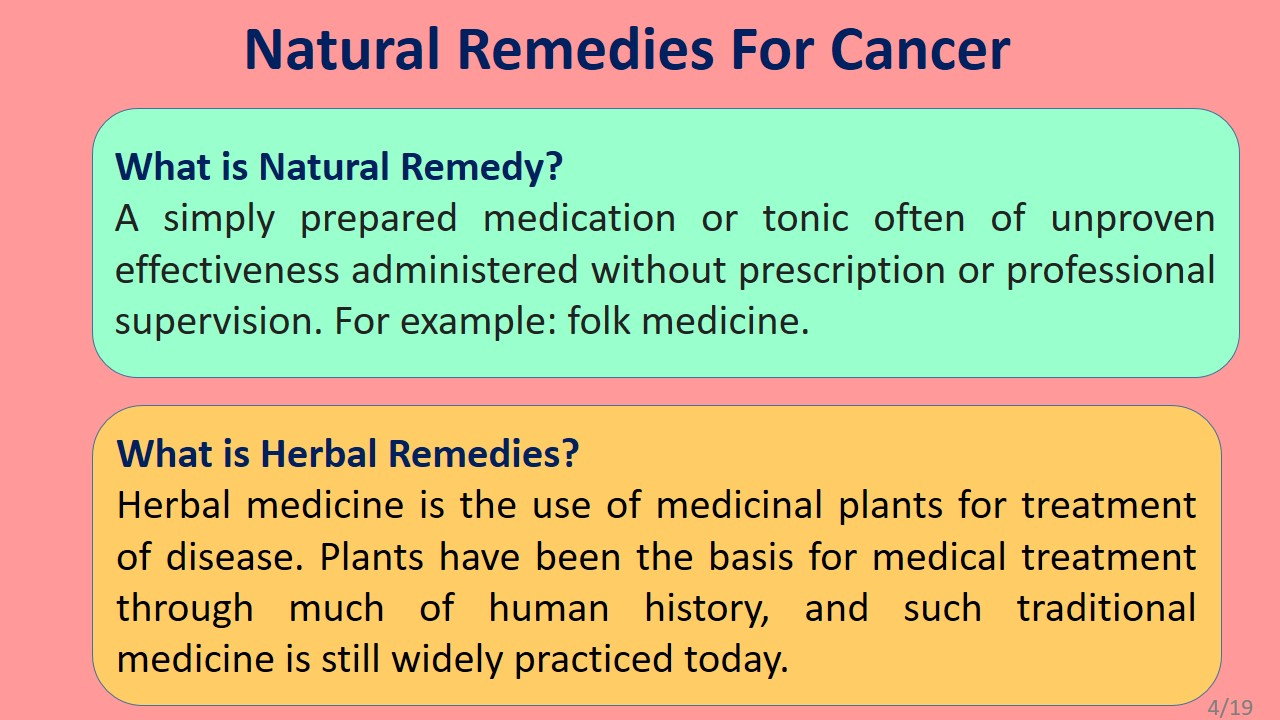 Natural Remedies For Cancer
What is Natural Remedy?
A simply prepared medication or tonic often of unproven
effectiveness administered without prescription or professional
supervision. For example: folk medicine.
What is Herbal Remedies?
Herbal medicine is the use of medicinal plants for treatment
of disease. Plants have been the basis for medical treatment
through much of human history, and such traditional
medicine is still widely practiced today.
4/19